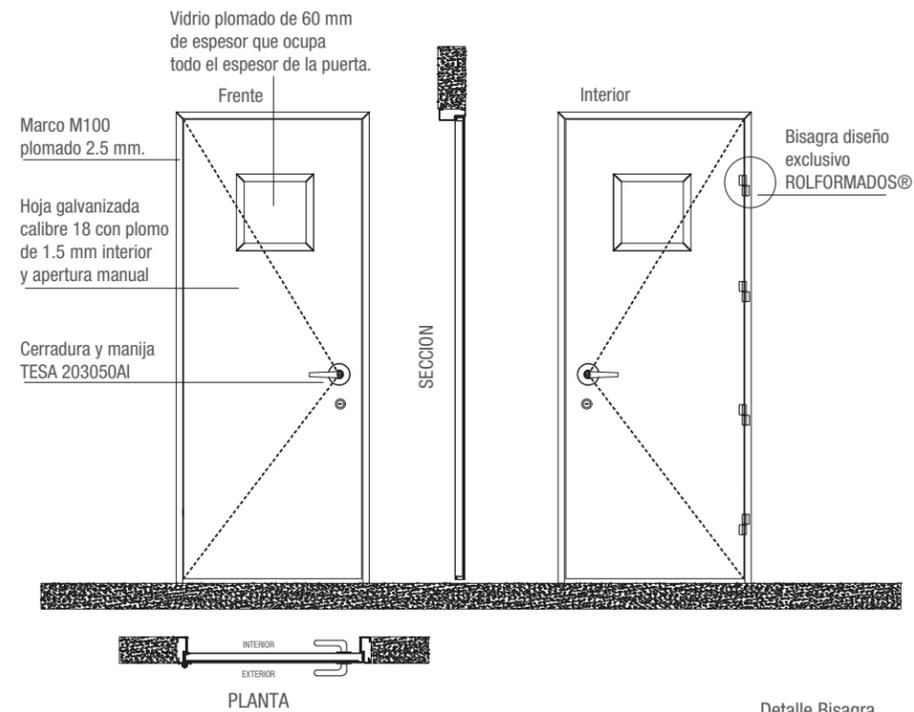 Vidrio plomado de 60 mm
de espesor que ocupa
todo el espesor de la puerta.
Frente
Interior
Marco M100
plomado 2.5 mm.
Bisagra diseño
exclusivo
ROLFORMADOS®
Hoja galvanizada
calibre 18 con plomo
de 1.5 mm interior
y apertura manual
SECCION
Cerradura y manija
TESA 203050AI
INTERIOR
EXTERIOR
PLANTA
Detalle Bisagra